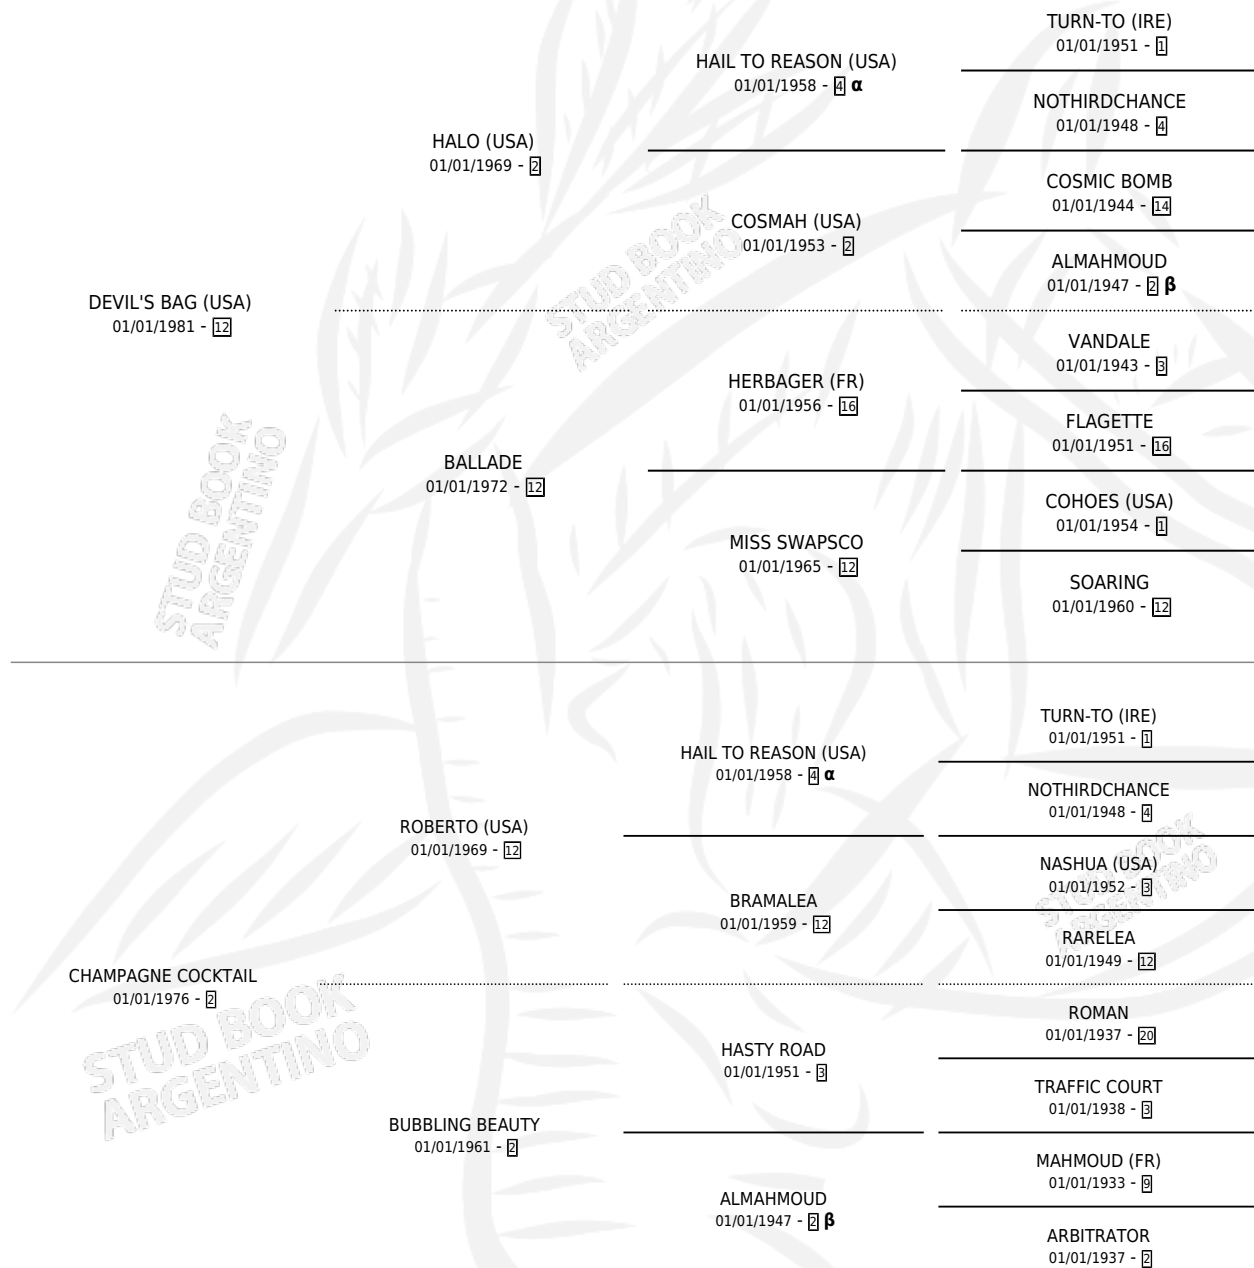 TURN-TO (IRE)
01/01/1951 - 1
HAIL TO REASON (USA)
01/01/1958 - 4 α
NOTHIRDCHANCE
01/01/1948 - 4
HALO (USA)
01/01/1969 - 2
COSMIC BOMB
01/01/1944 - 14
COSMAH (USA)
01/01/1953 - 2
ALMAHMOUD
01/01/1947 - 2 β
DEVIL'S BAG (USA)
01/01/1981 - 12
VANDALE
01/01/1943 - 3
HERBAGER (FR)
01/01/1956 - 16
FLAGETTE
01/01/1951 - 16
BALLADE
01/01/1972 - 12
COHOES (USA)
01/01/1954 - 1
MISS SWAPSCO
01/01/1965 - 12
SOARING
01/01/1960 - 12
TURN-TO (IRE)
01/01/1951 - 1
HAIL TO REASON (USA)
01/01/1958 - 4 α
NOTHIRDCHANCE
01/01/1948 - 4
ROBERTO (USA)
01/01/1969 - 12
NASHUA (USA)
01/01/1952 - 3
BRAMALEA
01/01/1959 - 12
RARELEA
01/01/1949 - 12
CHAMPAGNE COCKTAIL
01/01/1976 - 2
ROMAN
01/01/1937 - 20
HASTY ROAD
01/01/1951 - 3
TRAFFIC COURT
01/01/1938 - 3
BUBBLING BEAUTY
01/01/1961 - 2
MAHMOUD (FR)
01/01/1933 - 9
ALMAHMOUD
01/01/1947 - 2 β
ARBITRATOR
01/01/1937 - 2
STUD BOOK
ARGENTINO
STUD BOOK
ARGENTINO
STUD BOOK
ARGENTINO
STUD BOOK
ARGENTINO